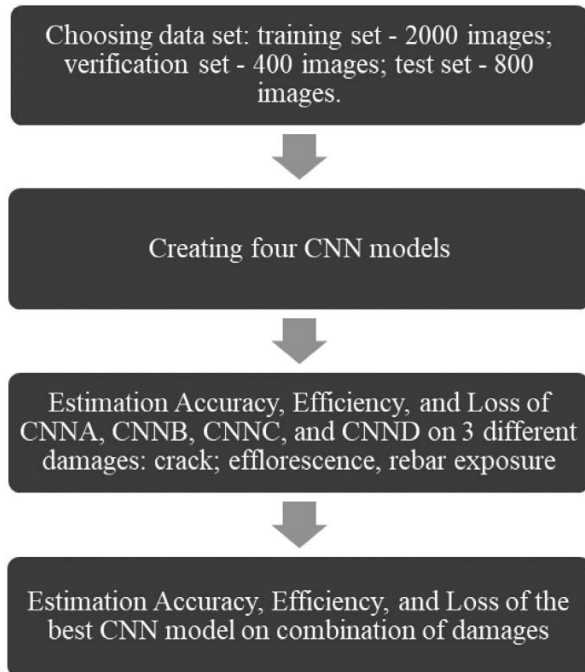 Choosing data set: training set - 2000 images;
verification set - 400 images; test set - 800
images.
Creating four CNN models
Estimation Accuracy, Efficiency, and Loss of
CNNA, CNNB, CNNC, and CNND on 3 different
damages: crack; efflorescence, rebar exposure
Estimation Accuracy, Efficiency, and Loss of the
best CNN model on combination of damages